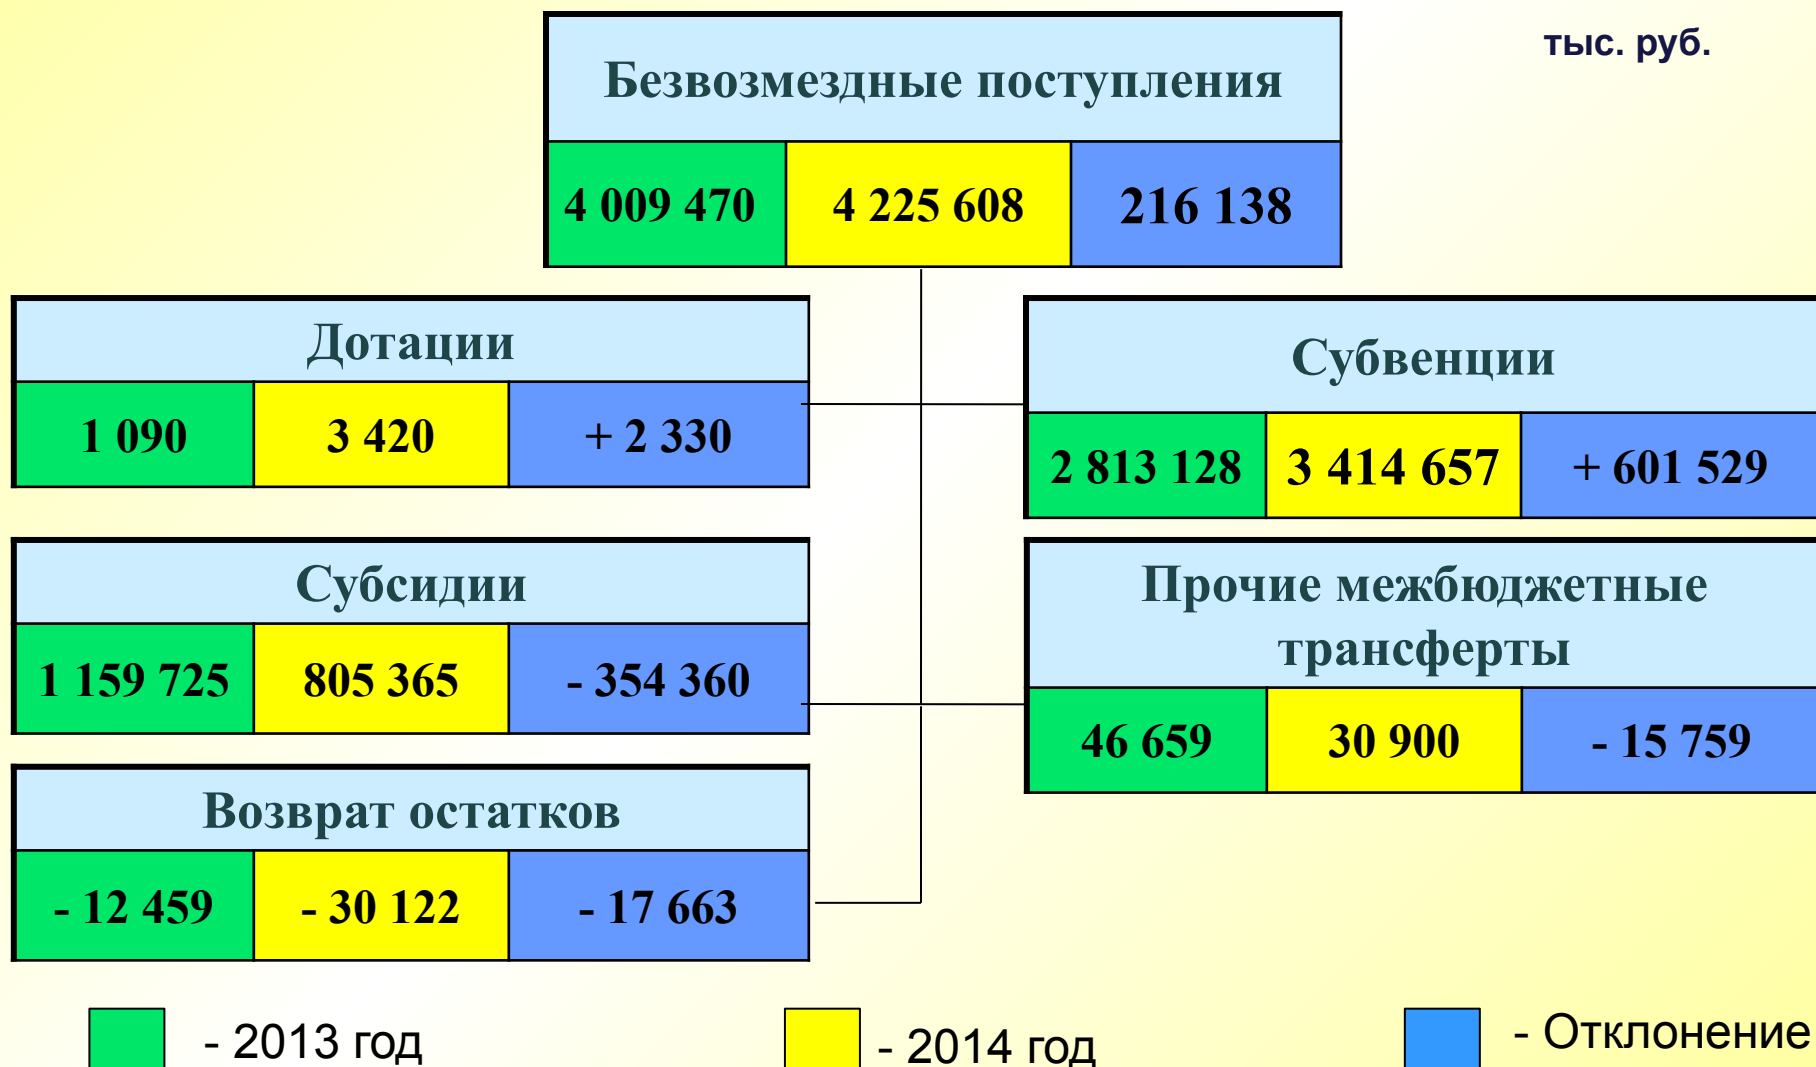 тыс. руб.
Безвозмездные поступления
4 009 470 4 225 608 216 138
Дотации
1 090 3 420 + 2 330
Субвенции
2 813 128 3 414 657 + 601 529
Субсидии
1 159 725 805 365 - 354 360
Прочие межбюджетные
трансферты
46 659 30 900 - 15 759
Возврат остатков
- 12 459 - 30 122 - 17 663
- 2013 год
- 2014 год
- Отклонение